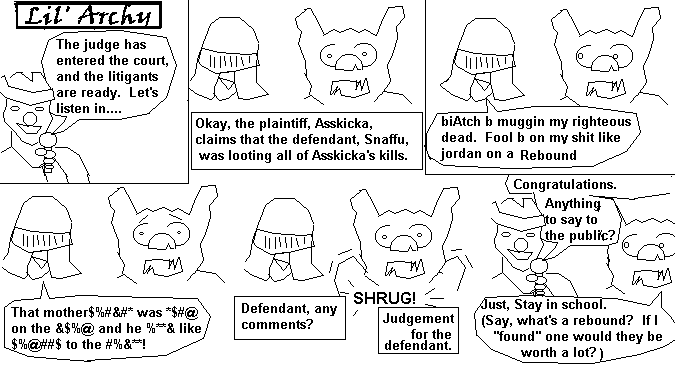 Lil' Archy
The judge has
entered the court,
and the litigants
are ready. Let's
listen in....
Okay, the plaintiff, Asskicka,
claims that the defendant, Snaffu,
was looting all of Asskicka's kills.
biAtch b muggin my righteous
dead. Fool b on my shit like
jordan on a Rebound
That mother$%#&#* was *$#@
on the &$%@ and he %**& like
$%@##$ to the #%&**!
Defendant, any
comments?
SHRUG!
Judgement
for the
defendant.
Congratulations.
Anything
to say to
the public?
Just, Stay in school.
(Say, what's a rebound? If I
"found" one would they be
worth a lot? )